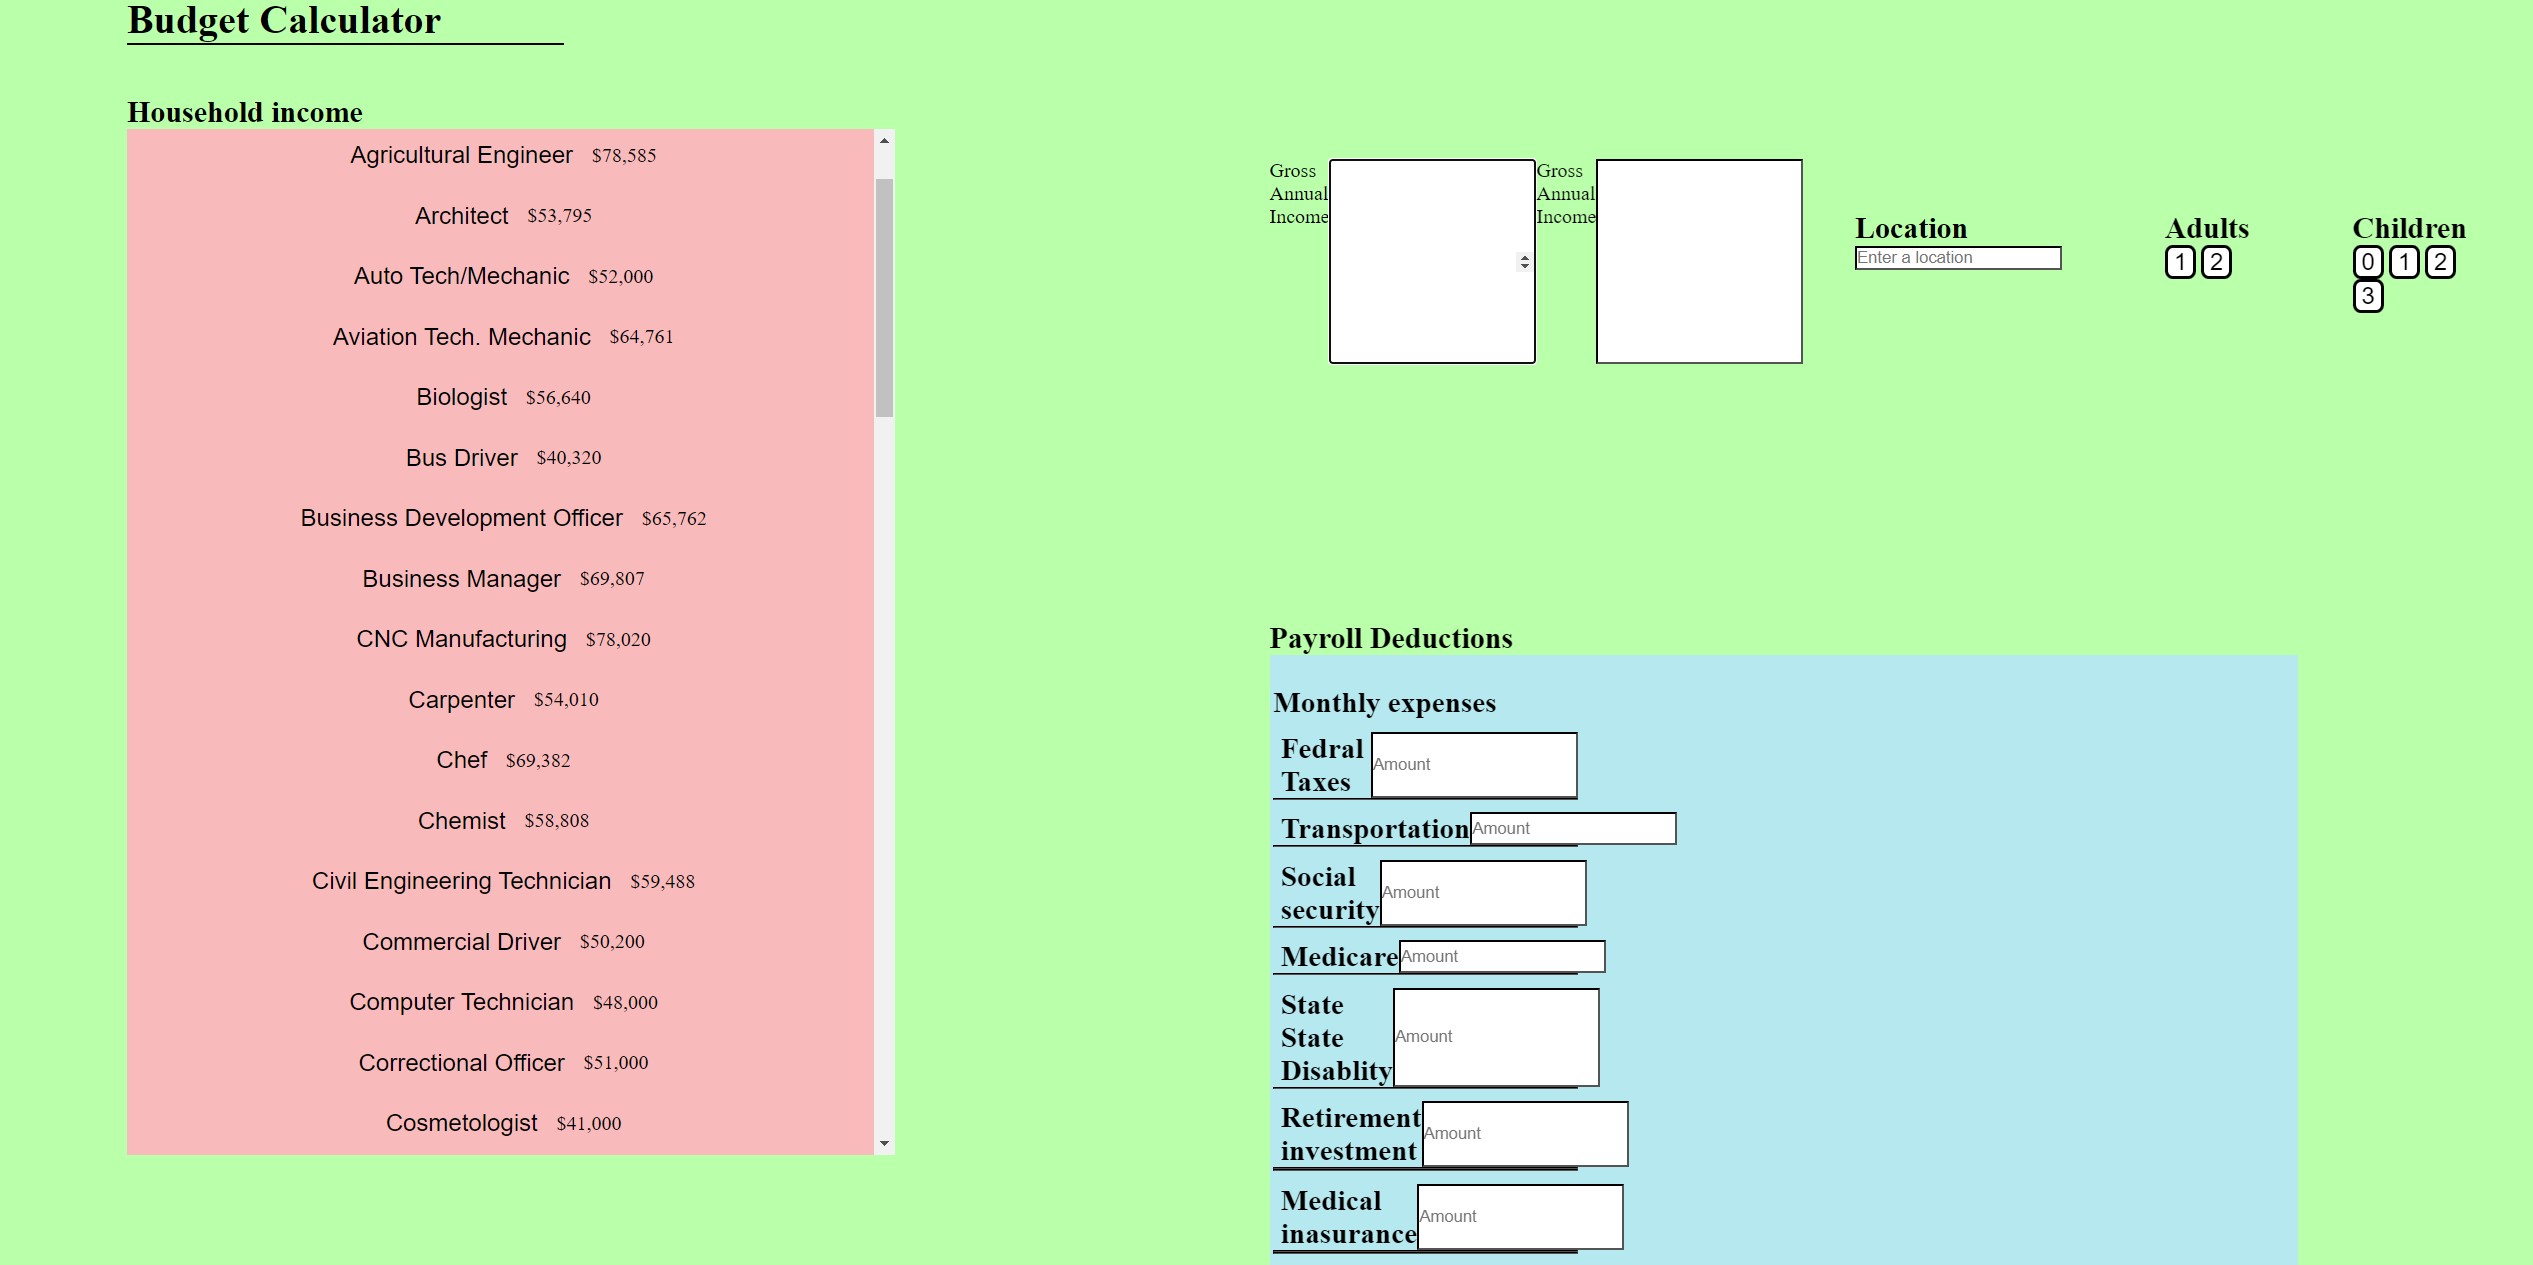 Budget Calculator
Household income
Agricultural Engineer $78,585
Architect $53,795
Auto Tech/Mechanic $52,000
Aviation Tech. Mechanic $64,761
Biologist $56,640
Bus Driver $40,320
Business Development Officer $65,762
Business Manager $69,807
CNC Manufacturing $78,020
Carpenter $54,010
Chef $69,382
Chemist $58,808
Civil Engineering Technician $59,488
Commercial Driver $50,200
Computer Technician $48,000
Correctional Officer $51,000
Cosmetologist $41,000
Gross
Annual
Income
Gross
Annual
Income
Location
Enter a location
Adults
1 2
Children
0 1 2
3
Payroll Deductions
Monthly expenses
Fedral
Taxes
Amount
Transportation Amount
Social
security
Amount
Medicare Amount
State
State
Disablity
Amount
Retirement
investment
Amount
Medical
inasurance
Amount